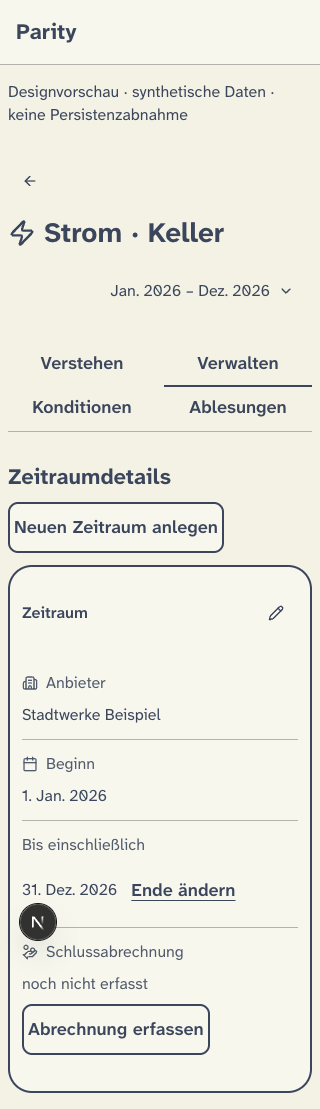 Parity
Designvorschau · synthetische Daten ·
keine Persistenzabnahme
Strom · Keller
Jan. 2026 – Dez. 2026
Verstehen
Verwalten
Konditionen
Ablesungen
Zeitraumdetails
Neuen Zeitraum anlegen
Zeitraum
Anbieter
Stadtwerke Beispiel
Beginn
1. Jan. 2026
Bis einschließlich
31. Dez. 2026 Ende ändern
N
Schlussabrechnung
noch nicht erfasst
Abrechnung erfassen